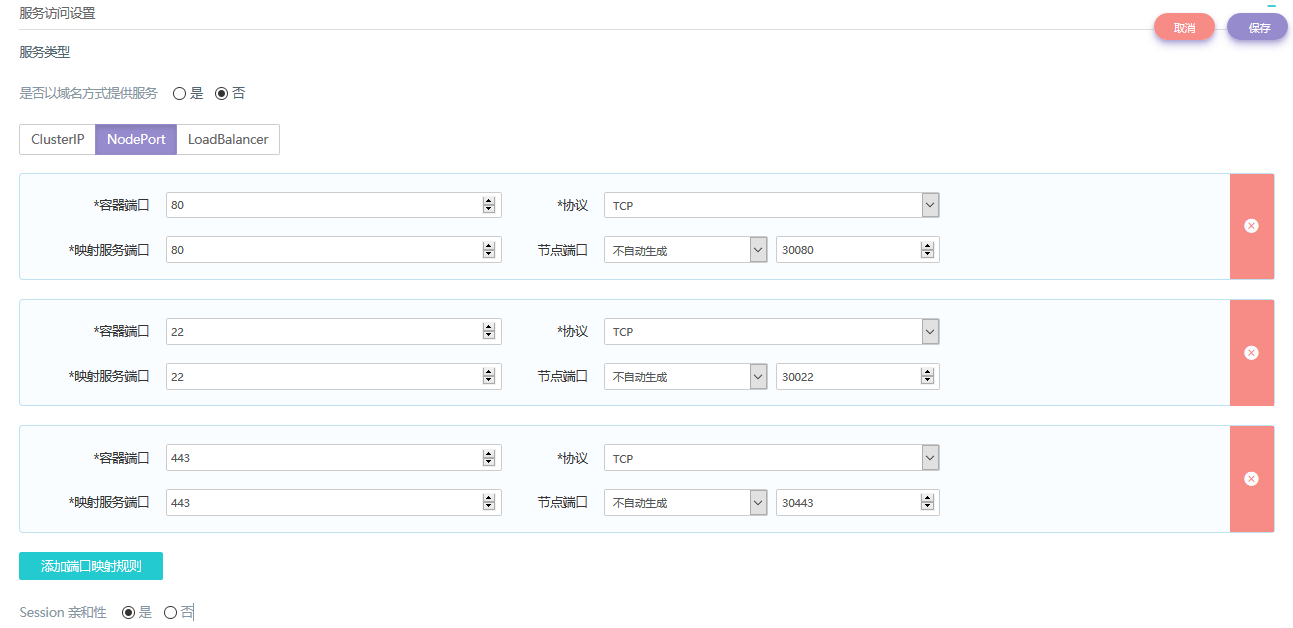 服务访问设置
取消 保存
服务类型
是否以域名方式提供服务 是 否
ClusterIP NodePort LoadBalancer
*容器端口 80 *协议 TCP
*映射服务端口 80 节点端口 不自动生成 30080
*容器端口 22 *协议 TCP
*映射服务端口 22 节点端口 不自动生成 30022
*容器端口 443 *协议 TCP
*映射服务端口 443 节点端口 不自动生成 30443
添加端口映射规则
Session 亲和性 是 否